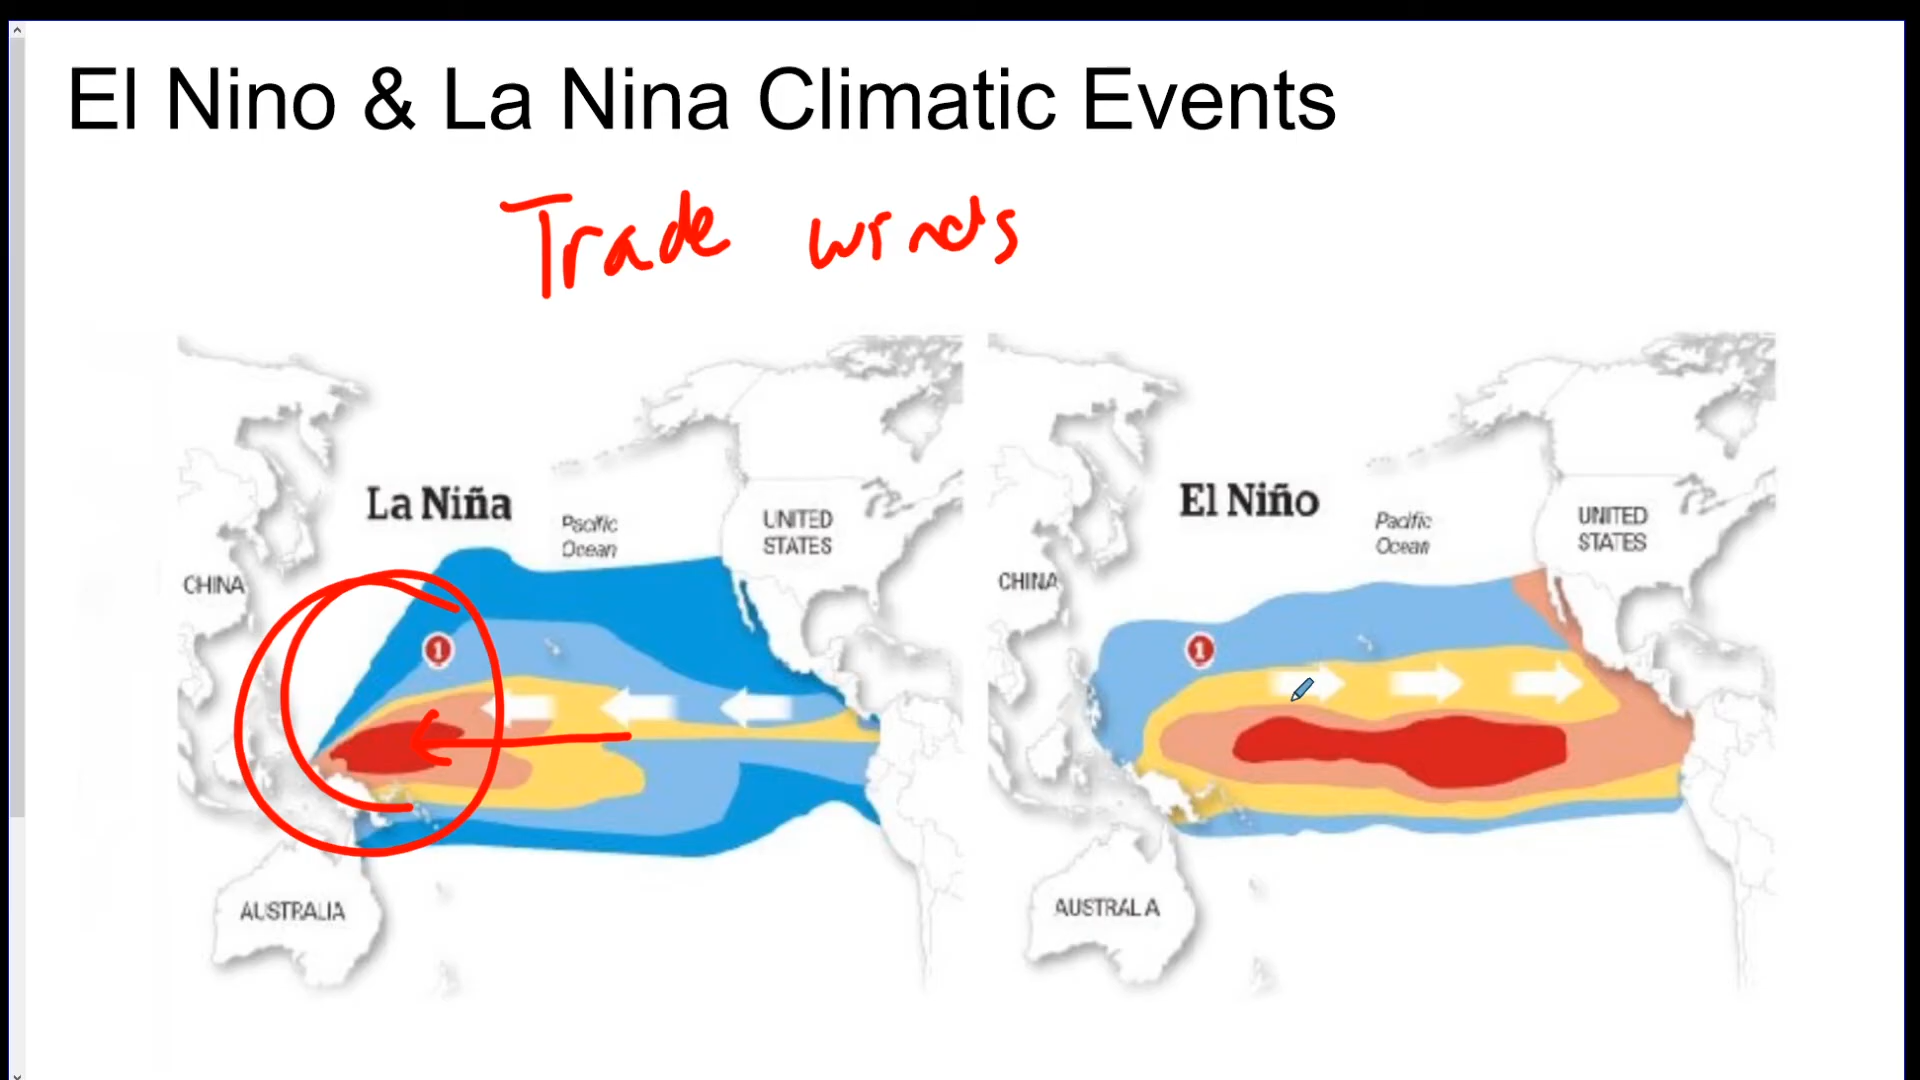 El Nino & La Nina Climatic Events
Trade winds
La Niña
Pacific
Ocean
UNITED
STATES
CHINA
1
AUSTRALIA
El Niño
Pacific
Ocean
UNITED
STATES
CHINA
1
AUSTRAL A